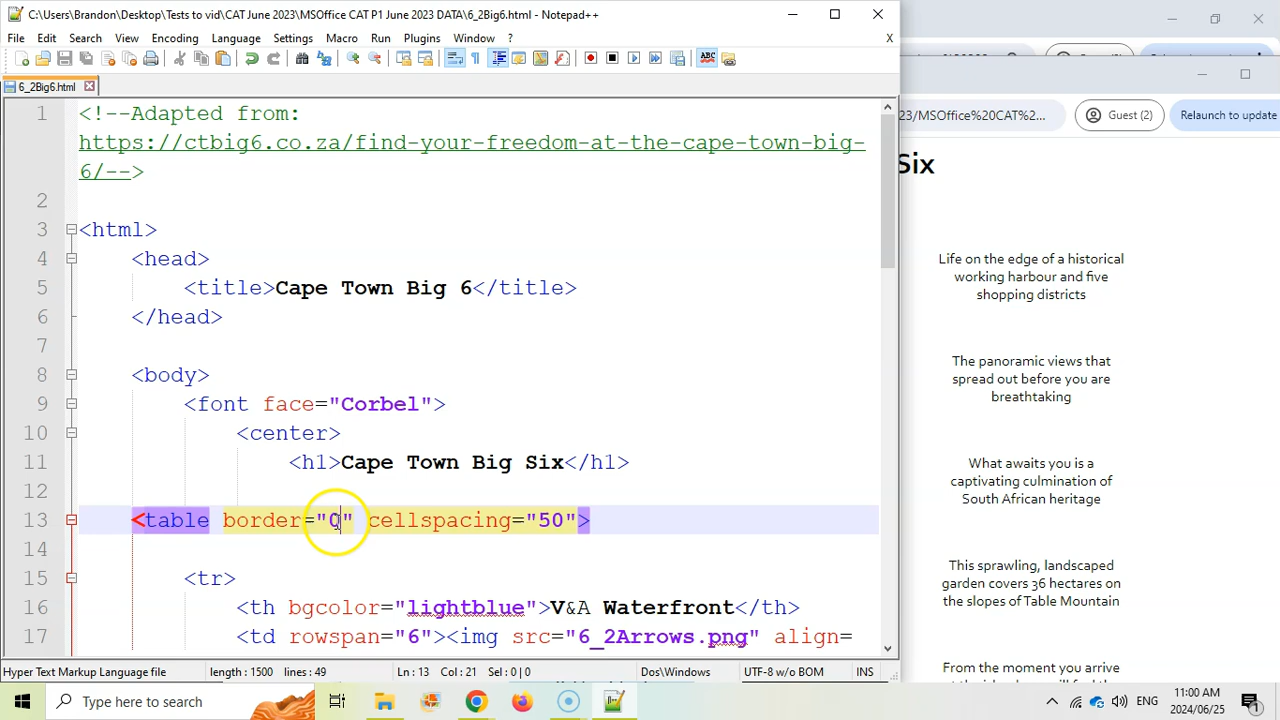 C:\Users\Brandon\Desktop\Tests to vid\CAT June 2023\MSOffice CAT P1 June 2023 DATA\6_2Big6.html - Notepad++
File Edit Search View Encoding Language Settings Macro Run Plugins Window ? X
6_2Big6.html
1 <!--Adapted from:
https://ctbig6.co.za/find-your-freedom-at-the-cape-town-big-
6/-->
2
3 <html>
4 <head>
5 <title>Cape Town Big 6</title>
6 </head>
7
8 <body>
9 <font face="Corbel">
10 <center>
11 <h1>Cape Town Big Six</h1>
12
13 <table border="0" cellspacing="50">
14
15 <tr>
16 <th bgcolor="lightblue">V&A Waterfront</th>
17 <td rowspan="6"><img src="6_2Arrows.png" align=
Hyper Text Markup Language file length : 1500 lines : 49 Ln : 13 Col : 21 Sel : 0 | 0 Dos\Windows UTF-8 w/o BOM INS
23/MSOffice%20CAT%2... Guest (2) Relaunch to update
Six
Life on the edge of a historical
working harbour and five
shopping districts
The panoramic views that
spread out before you are
breathtaking
What awaits you is a
captivating culmination of
South African heritage
This sprawling, landscaped
garden covers 36 hectares on
the slopes of Table Mountain
From the moment you arrive
Type here to search
ENG
11:00 AM
2024/06/25